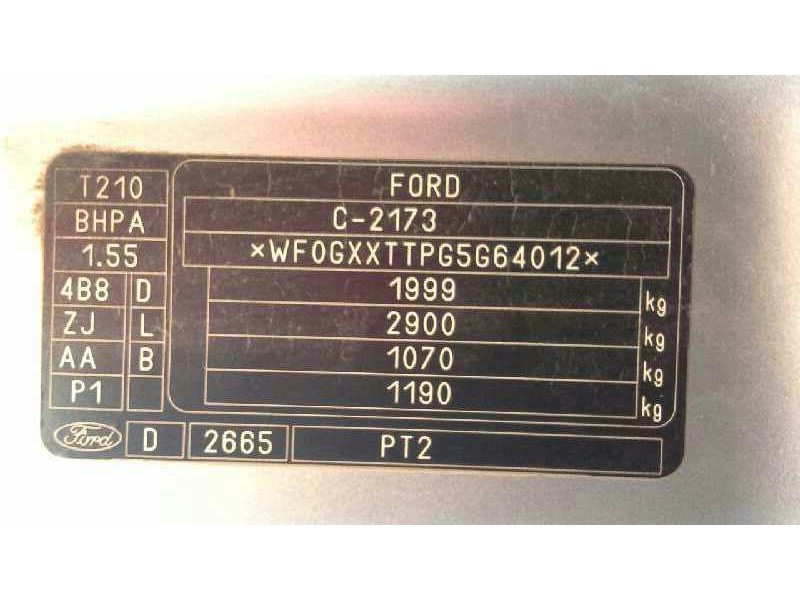 T210 FORD
BHPA C-2173
1.55 ×WF0GXXTTPG5G64012×
4B8 D 1999 kg
ZJ L 2900 kg
AA B 1070 kg
P1 1190 kg
Ford D 2665 PT2